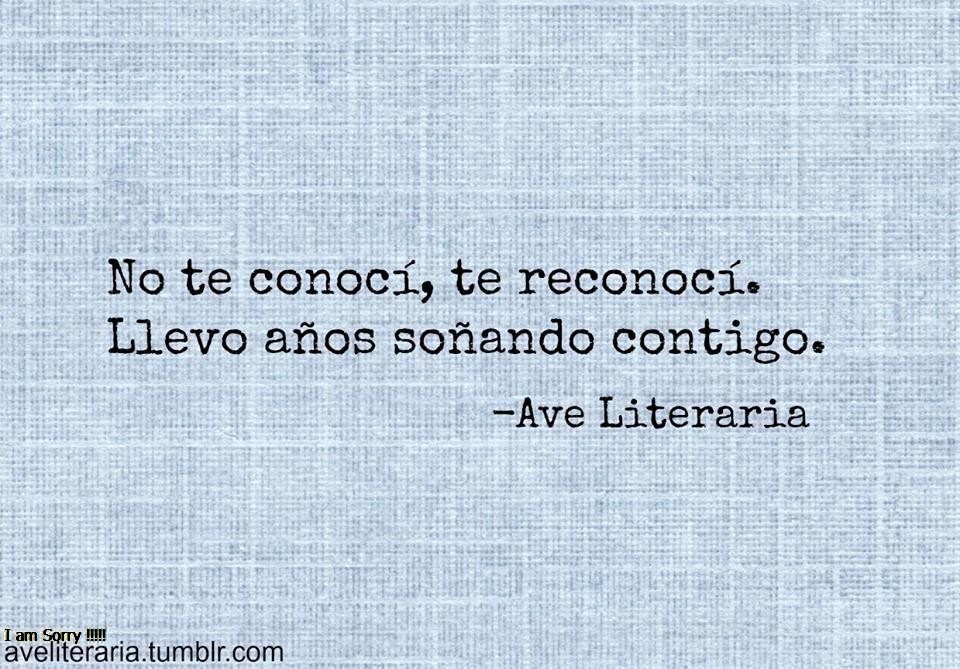 No te conocí, te reconocí.
Llevo años soñando contigo.
-Ave Literaria
I am Sorry !!!!!
aveliteraria.tumblr.com